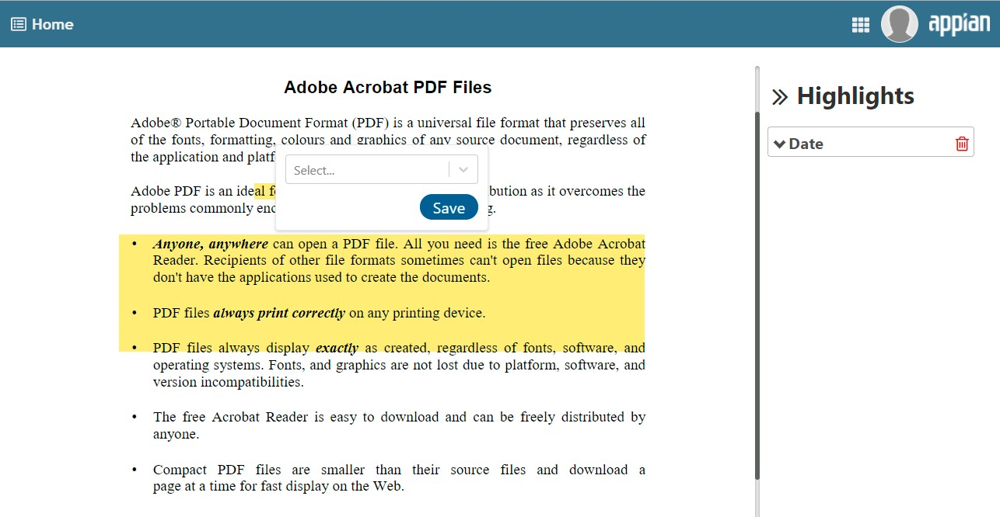 Home
appian
Adobe Acrobat PDF Files
Highlights
Adobe® Portable Document Format (PDF) is a universal file format that preserves all
of the fonts, formatting, colours and graphics of any source document, regardless of
the application and
Date
Select...
Adobe PDF is an ideal bution as it overcomes the
problems commonly g.
Save
• Anyone, anywhere can open a PDF file. All you need is the free Adobe Acrobat
Reader. Recipients of other file formats sometimes can't open files because they
don't have the applications used to create the documents.
• PDF files always print correctly on any printing device.
• PDF files always display exactly as created, regardless of fonts, software, and
operating systems. Fonts, and graphics are not lost due to platform, software, and
version incompatibilities.
• The free Acrobat Reader is easy to download and can be freely distributed by
anyone.
• Compact PDF files are smaller than their source files and download a
page at a time for fast display on the Web.